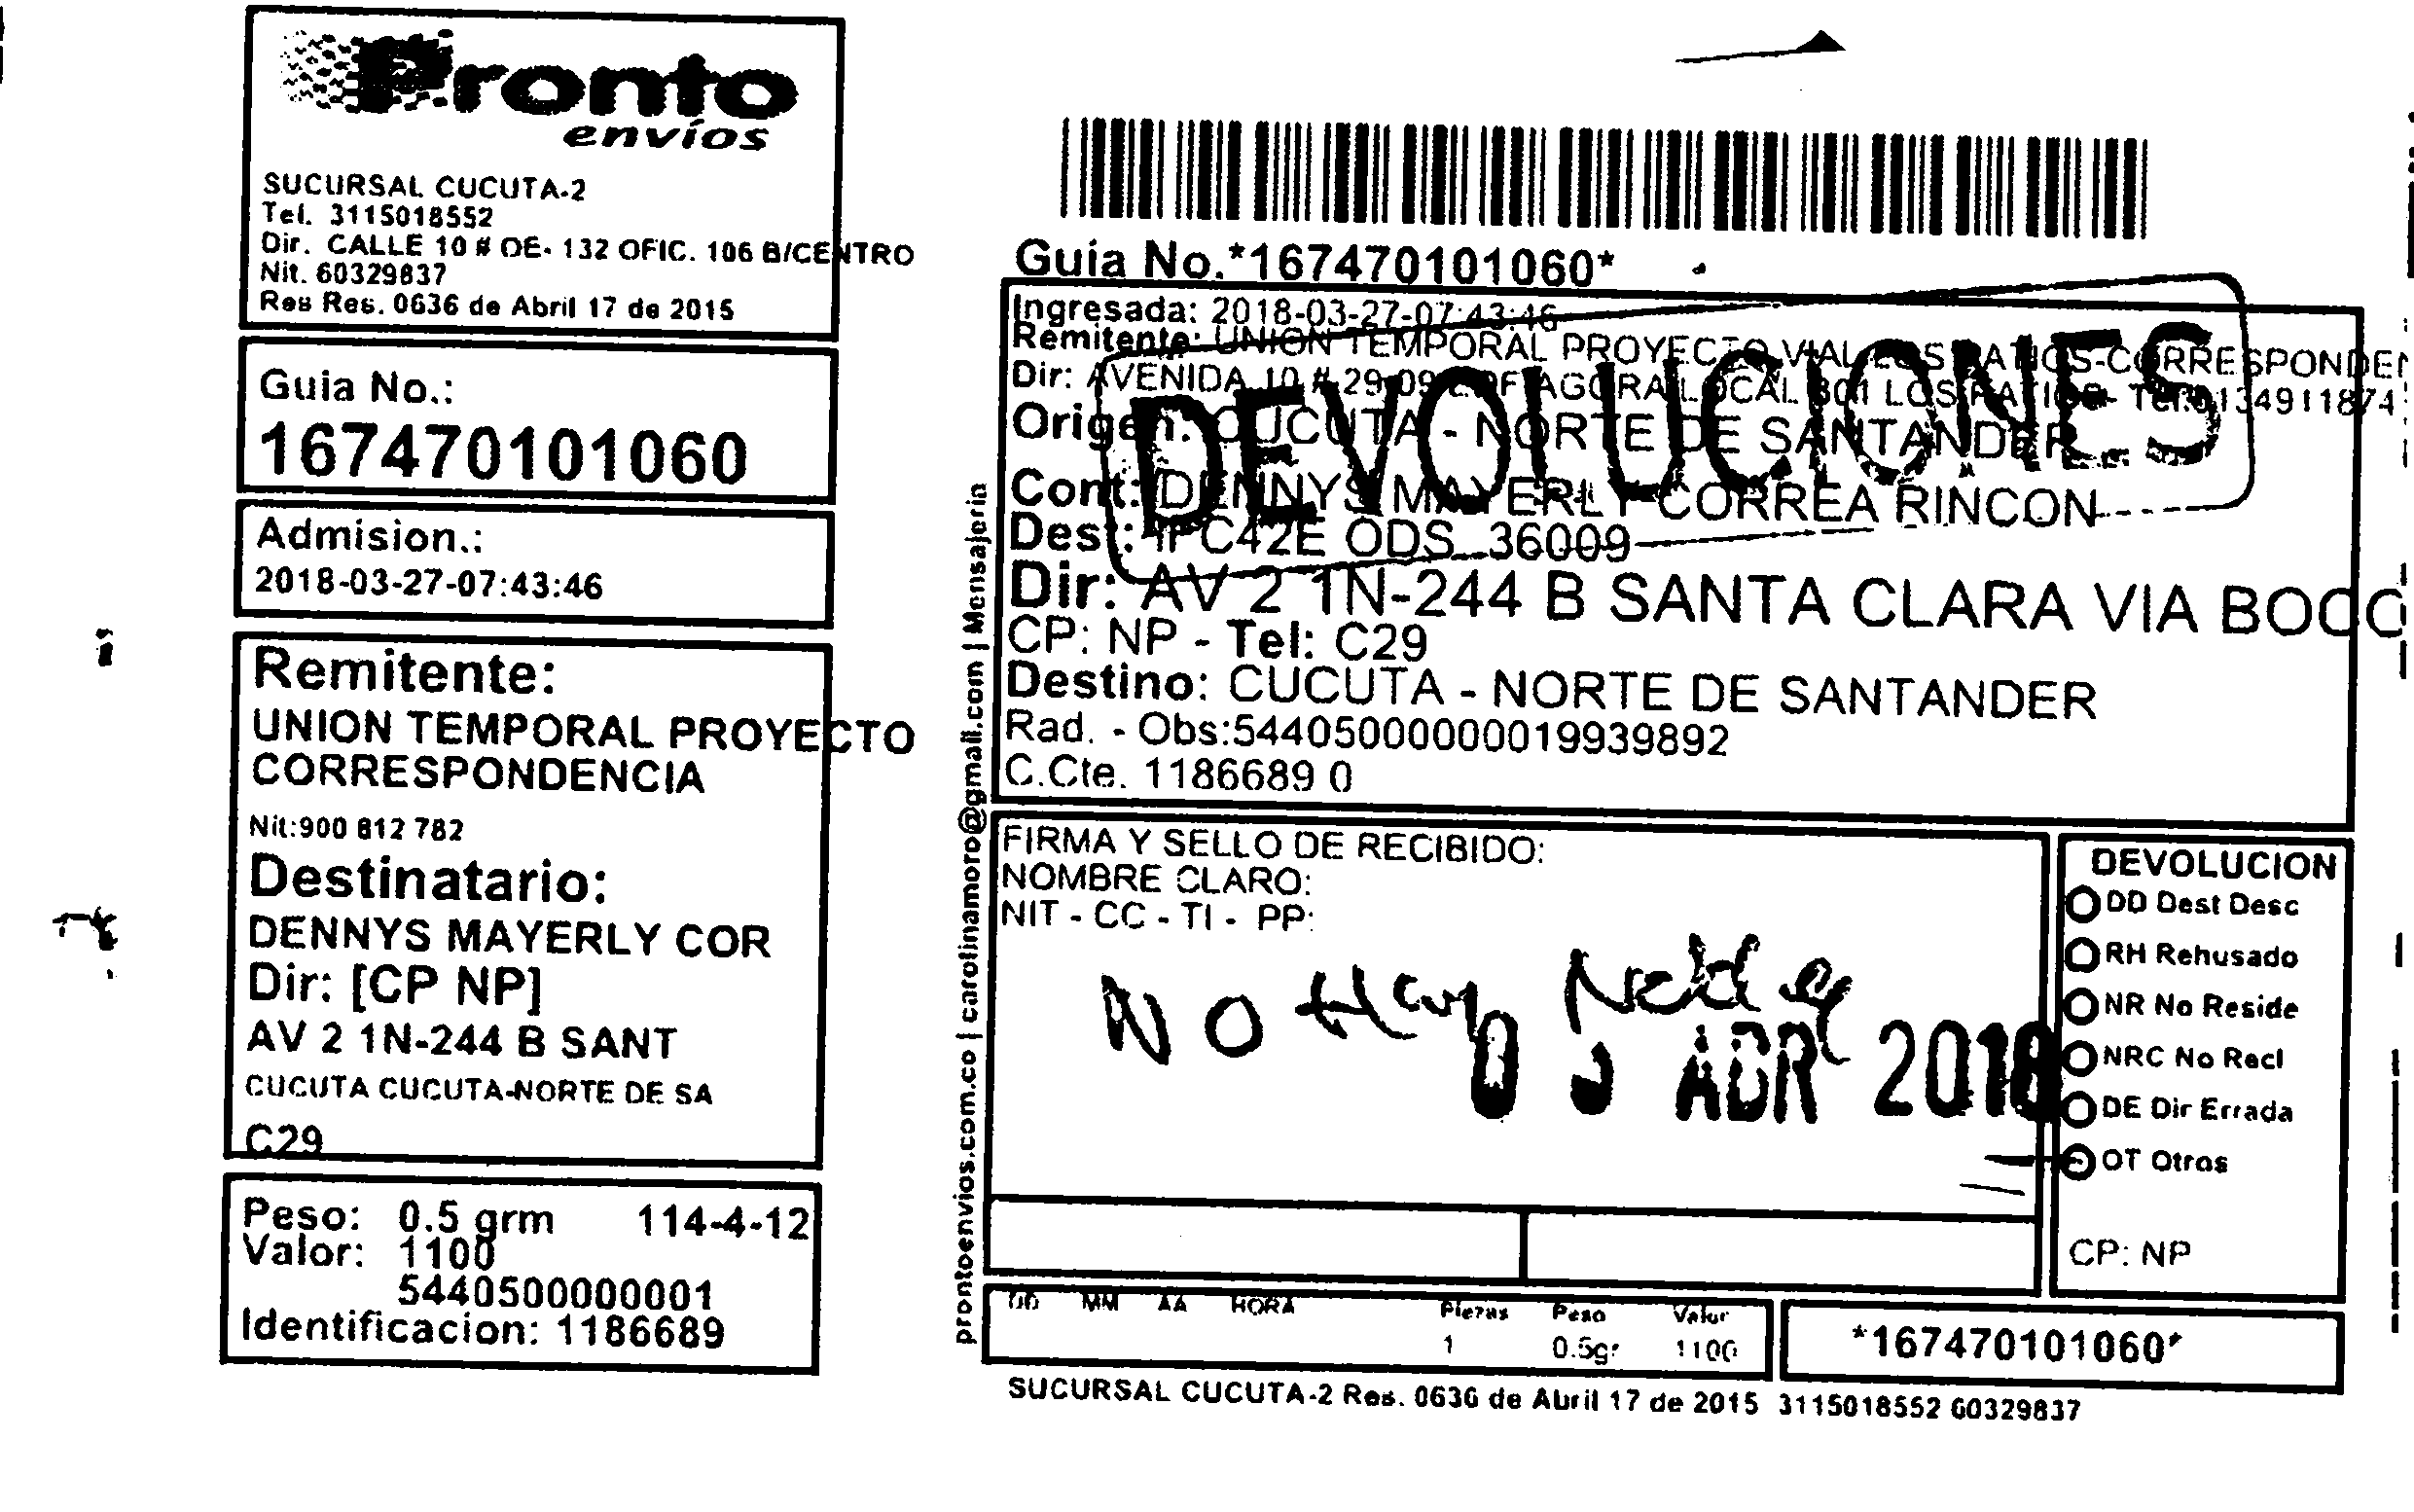 Pronto
envíos
SUCURSAL CUCUTA-2
Tel. 3115018552
Dir. CALLE 10 # OE- 132 OFIC. 106 B/CENTRO
Nit. 60329837
Res Res. 0636 de Abril 17 de 2015
Guia No.:
167470101060
Admision.:
2018-03-27-07:43:46
Remitente:
UNION TEMPORAL PROYECTO
CORRESPONDENCIA
Nit:900 812 782
Destinatario:
DENNYS MAYERLY COR
Dir: [CP NP]
AV 2 1N-244 B SANT
CUCUTA CUCUTA-NORTE DE SA
C29
Peso: 0.5 grm 114-4-12
Valor: 1100
5440500000001
Identificacion: 1186689
prontoenvios.com.co | carolinamoro@gmail.com | Mensajeria
Guia No.*167470101060*
Ingresada: 2018-03-27-07:43:46
Remitente: UNION TEMPORAL PROYECTO VIAL LOS PATIOS-CORRESPONDEN
Dir: AVENIDA 10 # 29-09 AGORA LOCAL 301 LOS PATIOS-
Origen: CUCUTA - NORTE DE SANTANDER
DEVOLUCIONES
Cont: DENNYS MAYERLY CORREA RINCON
Dest: IPC42E ODS 36009
Dir: AV 2 1N-244 B SANTA CLARA VIA BOCC
CP: NP - Tel: C29
Destino: CUCUTA - NORTE DE SANTANDER
Rad. - Obs:544050000000019939892
C.Cte. 1186689 0
FIRMA Y SELLO DE RECIBIDO:
NOMBRE CLARO:
NIT - CC - TI - PP:
NO Hay Nadie
ABR 2018
DEVOLUCION
DD Dest Desc
RH Rehusado
NR No Reside
NRC No Recl
DE Dir Errada
OT Otros
CP: NP
DD MM AA HORA Piezas Peso Valor
1 0.5gr 1100
*167470101060*
SUCURSAL CUCUTA-2 Res. 0636 de Abril 17 de 2015 3115018552 60329837